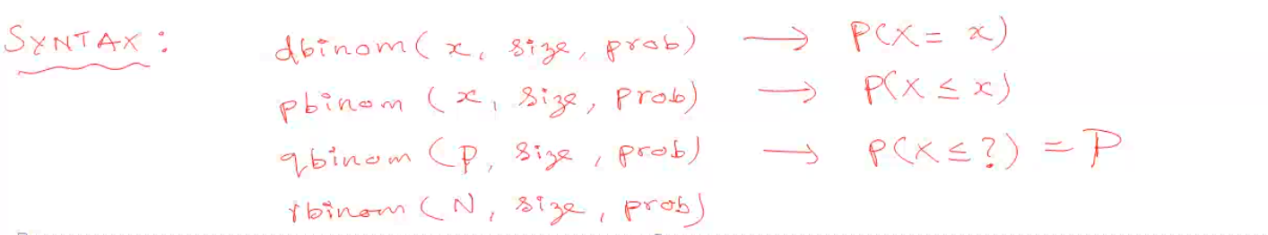 SYNTAX : dbinom( x, size, prob) → P(X = x)
pbinom (x, size, prob) → P(X ≤ x)
qbinom (p, size, prob) → P(X ≤ ?) = P
rbinom (N, size, prob)